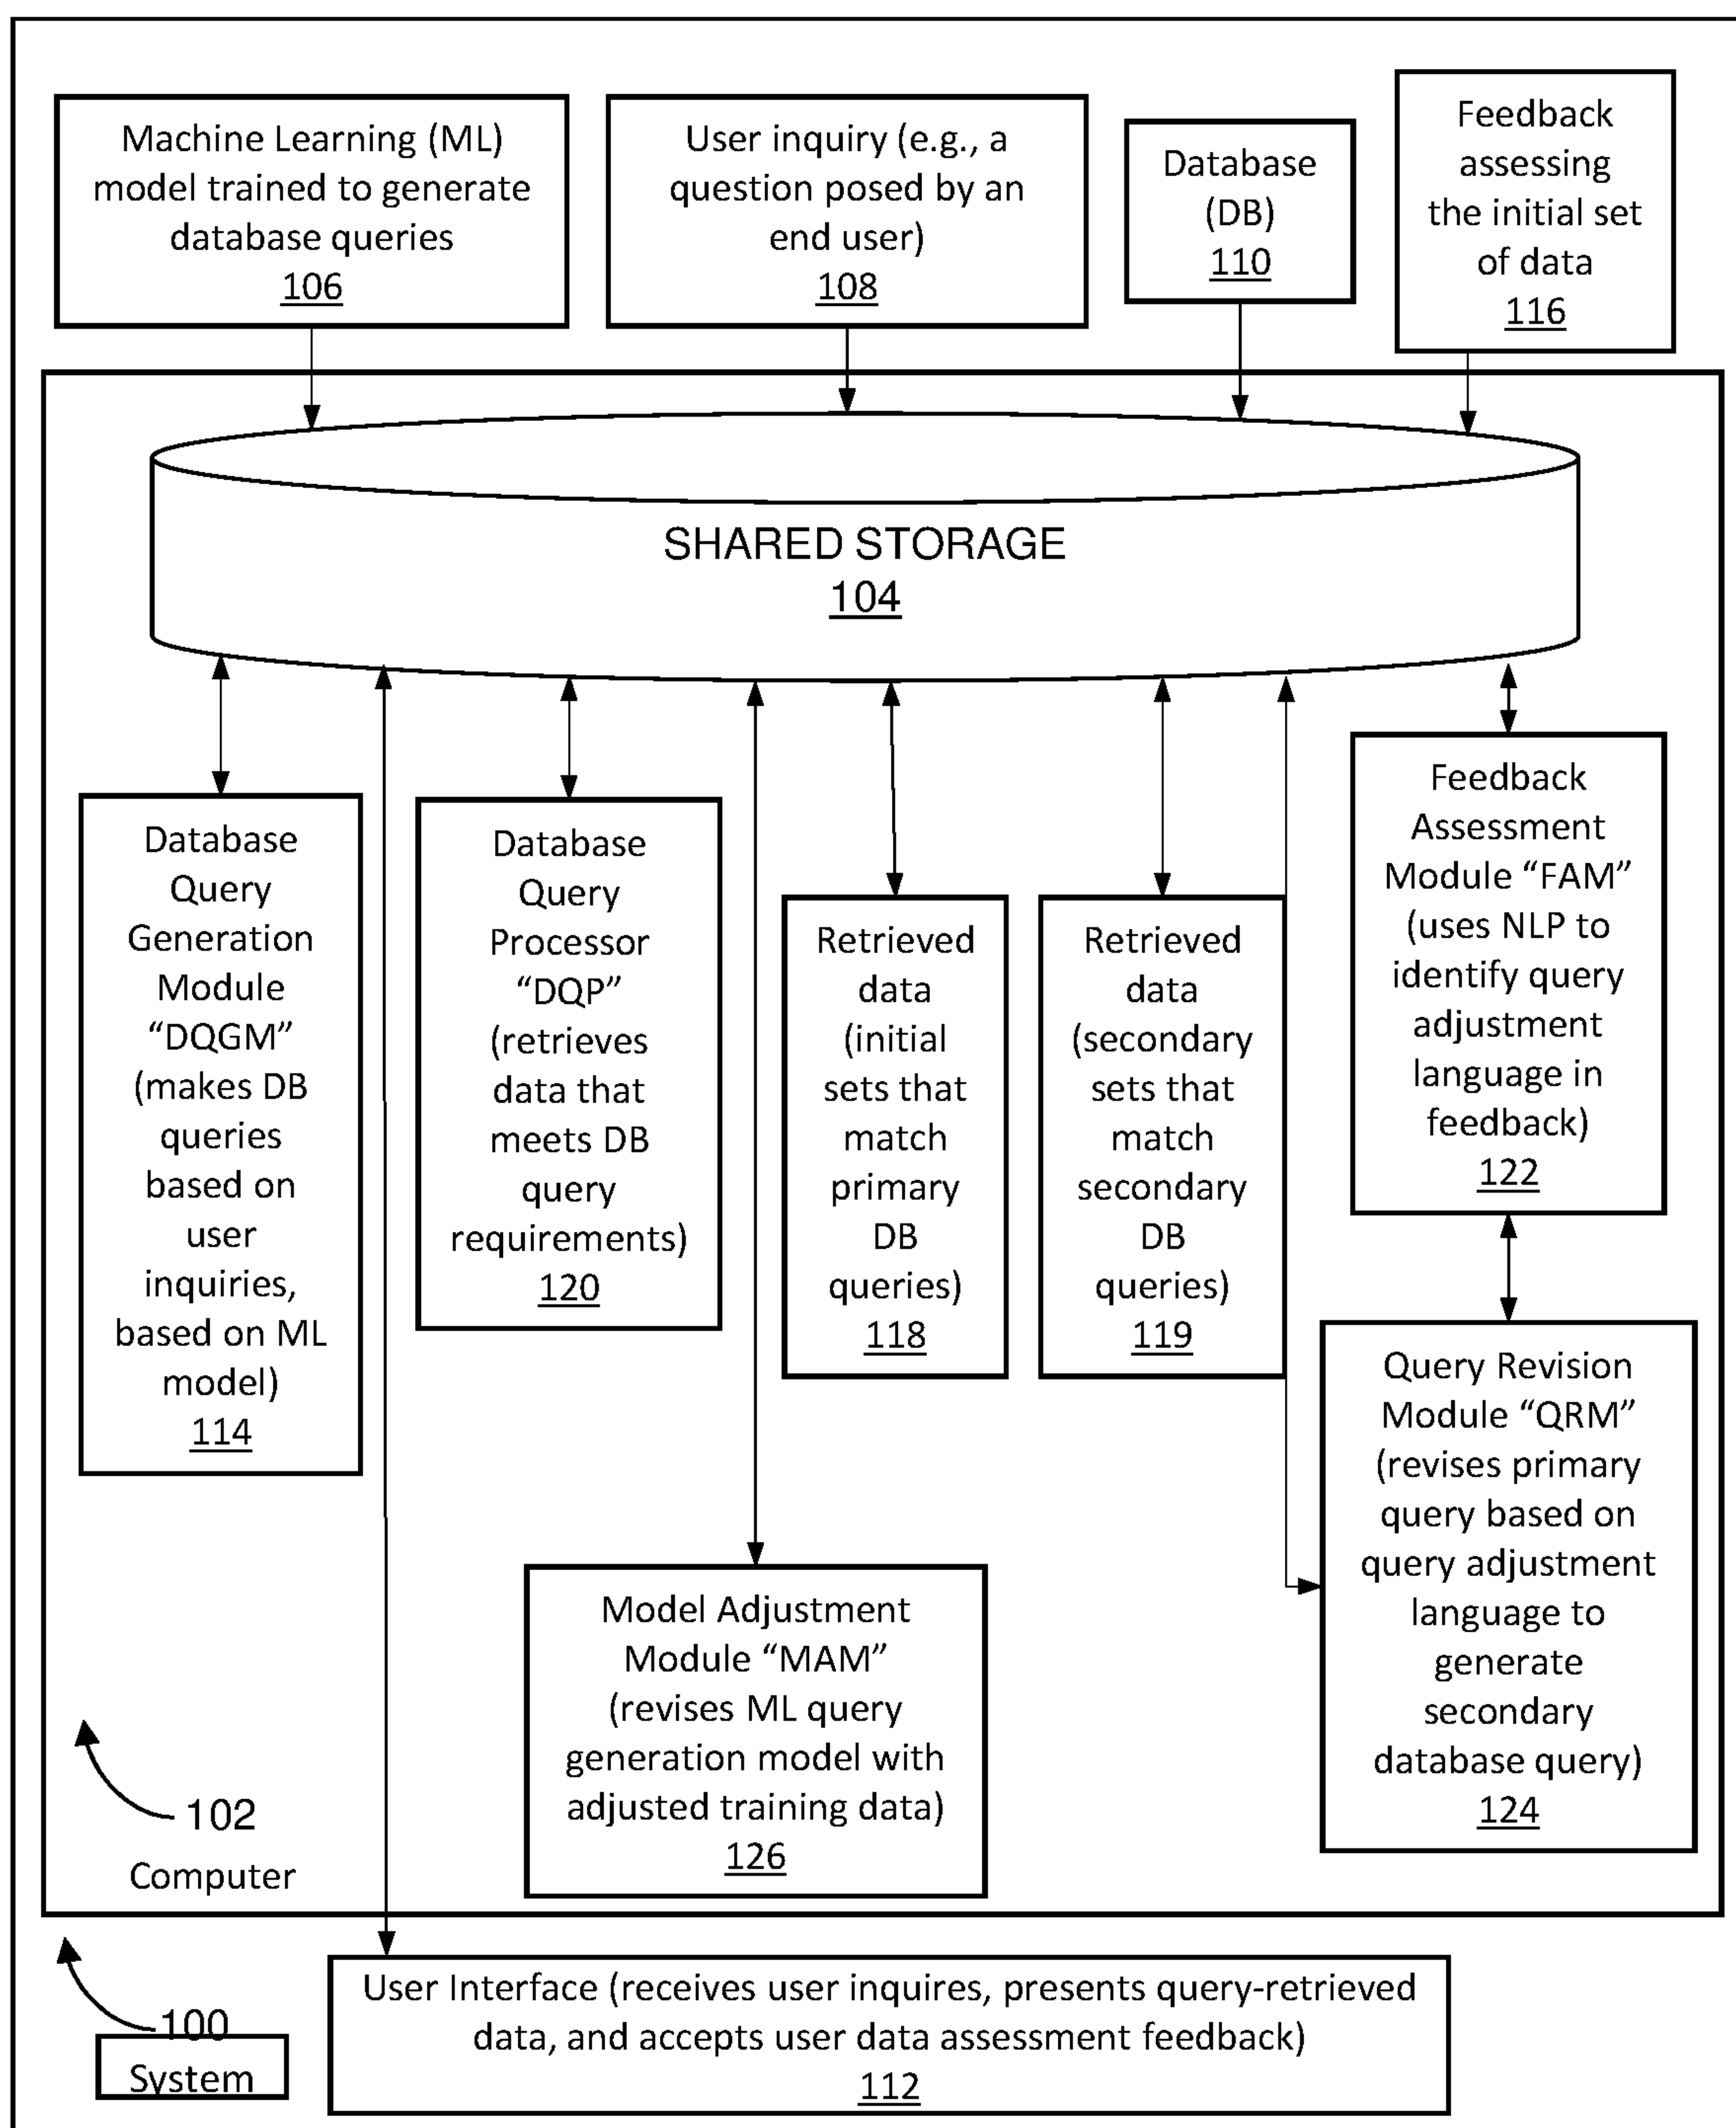 Machine Learning (ML)
model trained to generate
database queries
106
User inquiry (e.g., a
question posed by an
end user)
108
Database
(DB)
110
Feedback
assessing
the initial set
of data
116
SHARED STORAGE
104
Database
Query
Generation
Module
“DQGM”
(makes DB
queries
based on
user
inquiries,
based on ML
model)
114
Database
Query
Processor
“DQP”
(retrieves
data that
meets DB
query
requirements)
120
Retrieved
data
(initial
sets that
match
primary
DB
queries)
118
Retrieved
data
(secondary
sets that
match
secondary
DB
queries)
119
Feedback
Assessment
Module “FAM”
(uses NLP to
identify query
adjustment
language in
feedback)
122
Query Revision
Module “QRM”
(revises primary
query based on
query adjustment
language to
generate
secondary
database query)
124
Model Adjustment
Module “MAM”
(revises ML query
generation model with
adjusted training data)
126
102
Computer
100
System
User Interface (receives user inquires, presents query-retrieved
data, and accepts user data assessment feedback)
112